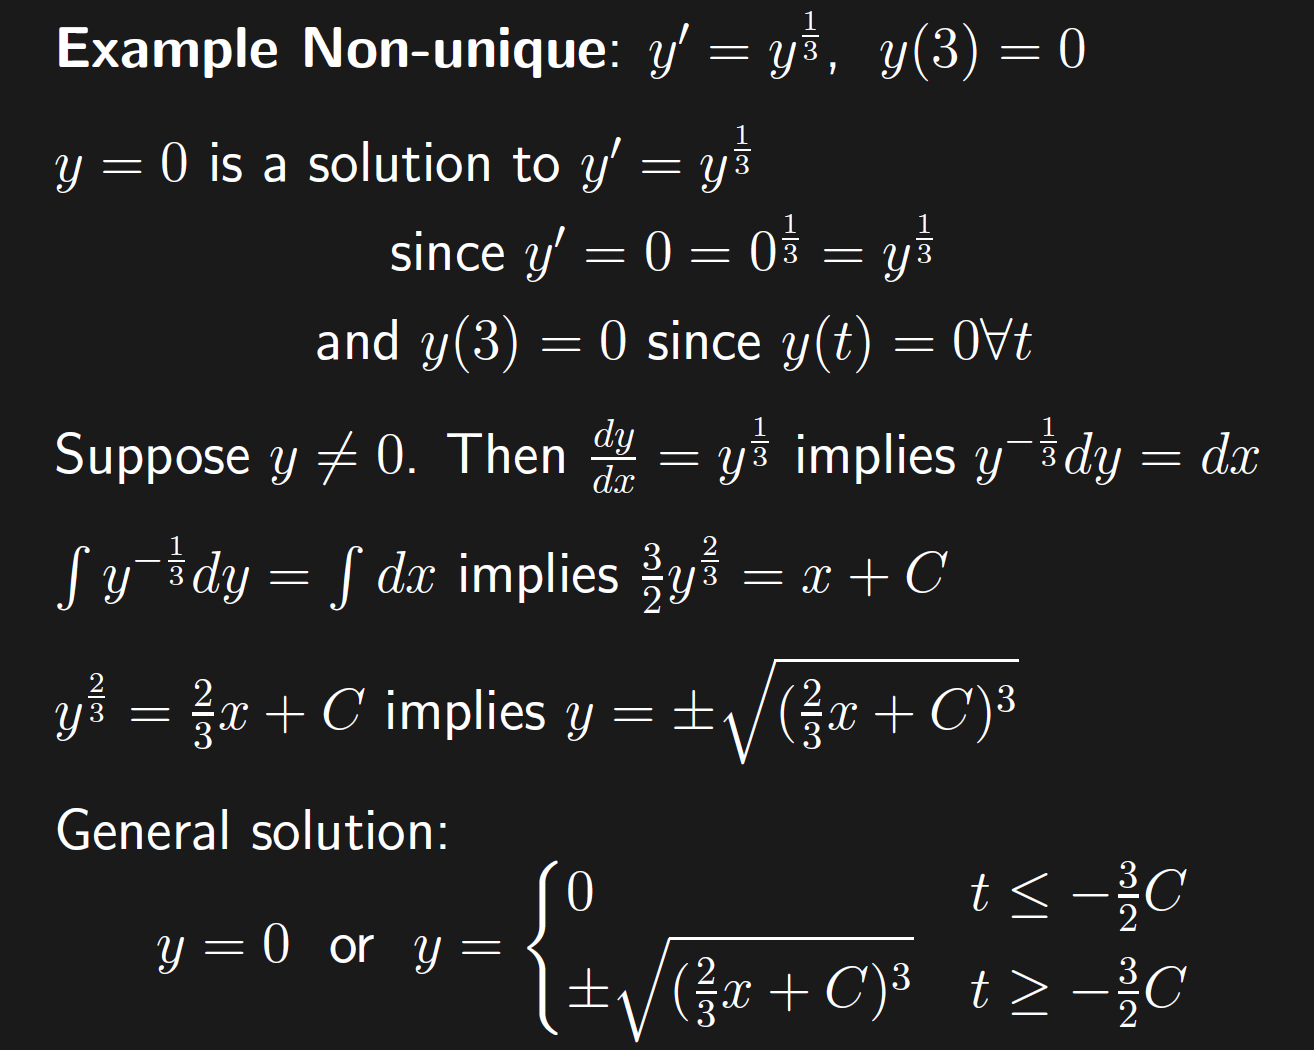 Example Non-unique: y′ = y^{1/3}, y(3) = 0
y = 0 is a solution to y′ = y^{1/3}
since y′ = 0 = 0^{1/3} = y^{1/3}
and y(3) = 0 since y(t) = 0∀t
Suppose y ≠ 0. Then dy/dx = y^{1/3} implies y^{−1/3}dy = dx
∫ y^{−1/3}dy = ∫ dx implies 3/2 y^{2/3} = x + C
y^{2/3} = 2/3 x + C implies y = ±√((2/3 x + C)^3)
General solution:
y = 0 or y = { 0 t ≤ −3/2 C
±√((2/3 x + C)^3) t ≥ −3/2 C